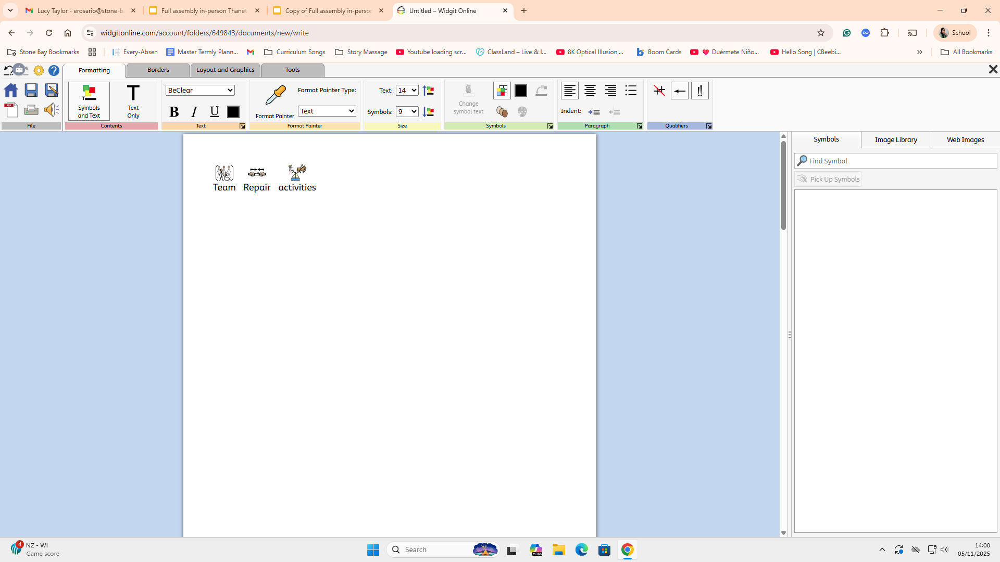 Lucy Taylor - erosario@stone-b
Full assembly in-person Thanet
Copy of Full assembly in-person
Untitled – Widgit Online
widgitonline.com/account/folders/649843/documents/new/write
School
Stone Bay Bookmarks
Every-Absen
Master Termly Plann...
Curriculum Songs
Story Massage
Youtube loading scr...
ClassLand – Live & I...
8K Optical Illusion,...
Boom Cards
Duérmete Niño...
Hello Song | CBeebi...
All Bookmarks
Formatting
Borders
Layout and Graphics
Tools
Symbols
and Text
T
Text
Only
BeClear
B I U
Format Painter
Format Painter Type:
Text
Text: 14
Symbols: 9
Change
symbol text
Indent:
PDF
File
Contents
Text
Format Painter
Size
Symbols
Paragraph
Qualifiers
Symbols
Image Library
Web Images
Find Symbol
Pick Up Symbols
Team Repair activities
4
NZ - WI
Game score
Search
M365
14:00
05/11/2025